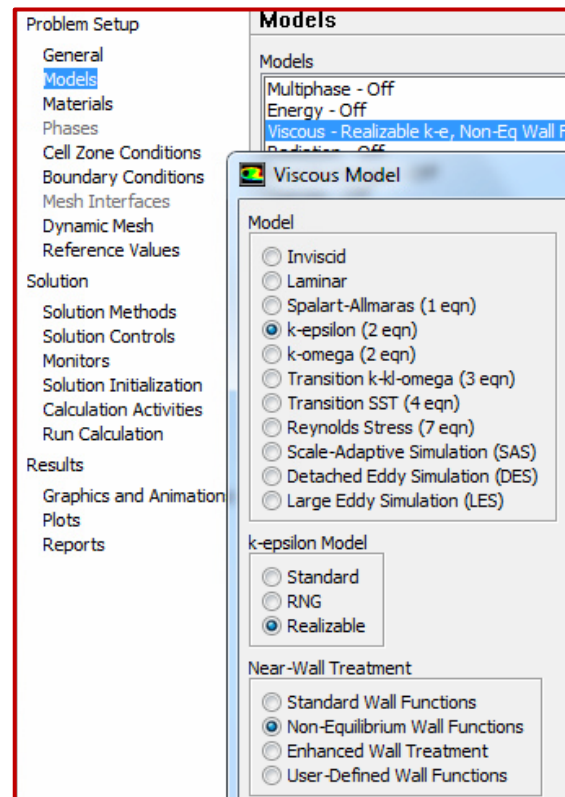 Problem Setup
General
Models
Materials
Phases
Cell Zone Conditions
Boundary Conditions
Mesh Interfaces
Dynamic Mesh
Reference Values
Solution
Solution Methods
Solution Controls
Monitors
Solution Initialization
Calculation Activities
Run Calculation
Results
Graphics and Animation
Plots
Reports
Models
Models
Multiphase - Off
Energy - Off
Viscous - Realizable k-e, Non-Eq Wall F
Radiation - Off
Viscous Model
Model
Inviscid
Laminar
Spalart-Allmaras (1 eqn)
k-epsilon (2 eqn)
k-omega (2 eqn)
Transition k-kl-omega (3 eqn)
Transition SST (4 eqn)
Reynolds Stress (7 eqn)
Scale-Adaptive Simulation (SAS)
Detached Eddy Simulation (DES)
Large Eddy Simulation (LES)
k-epsilon Model
Standard
RNG
Realizable
Near-Wall Treatment
Standard Wall Functions
Non-Equilibrium Wall Functions
Enhanced Wall Treatment
User-Defined Wall Functions